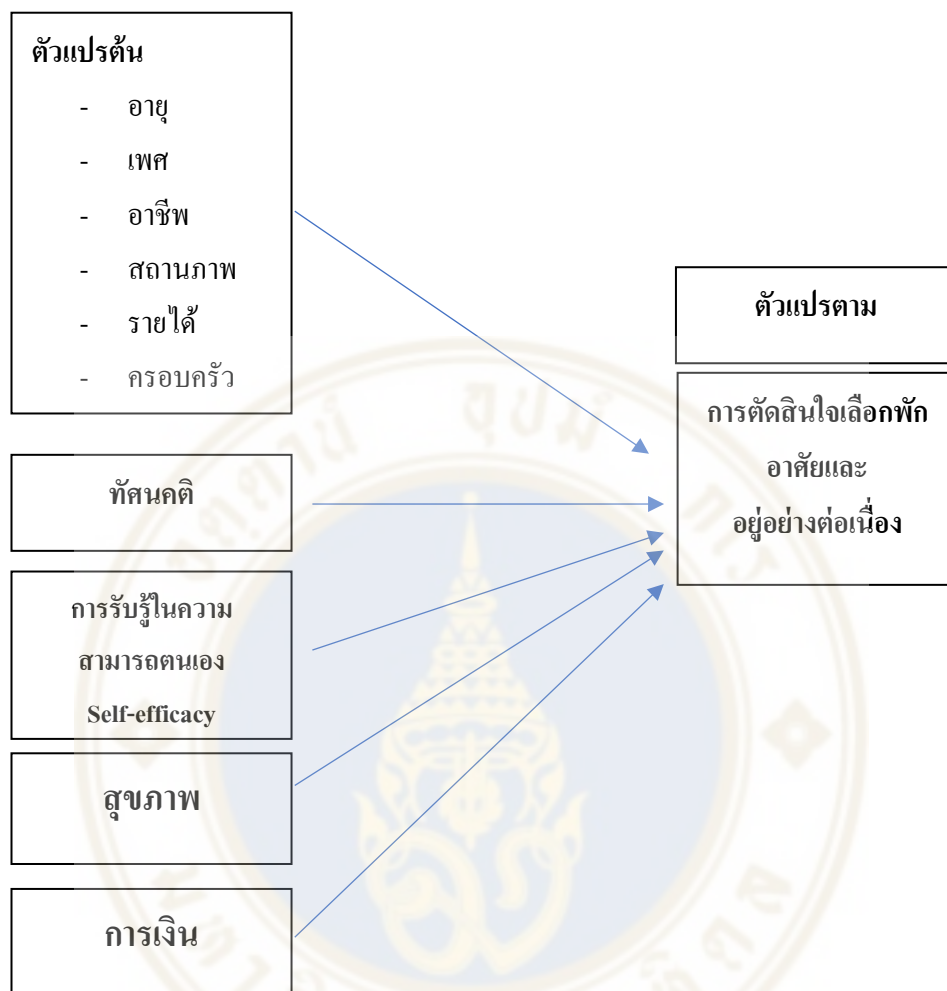 ตัวแปรต้น
- อายุ
- เพศ
- อาชีพ
- สถานภาพ
- รายได้
- ครอบครัว
ทัศนคติ
การรับรู้ในความ
สามารถตนเอง
Self-efficacy
สุขภาพ
การเงิน
ตัวแปรตาม
การตัดสินใจเลือกพัก
อาศัยและ
อยู่อย่างต่อเนื่อง